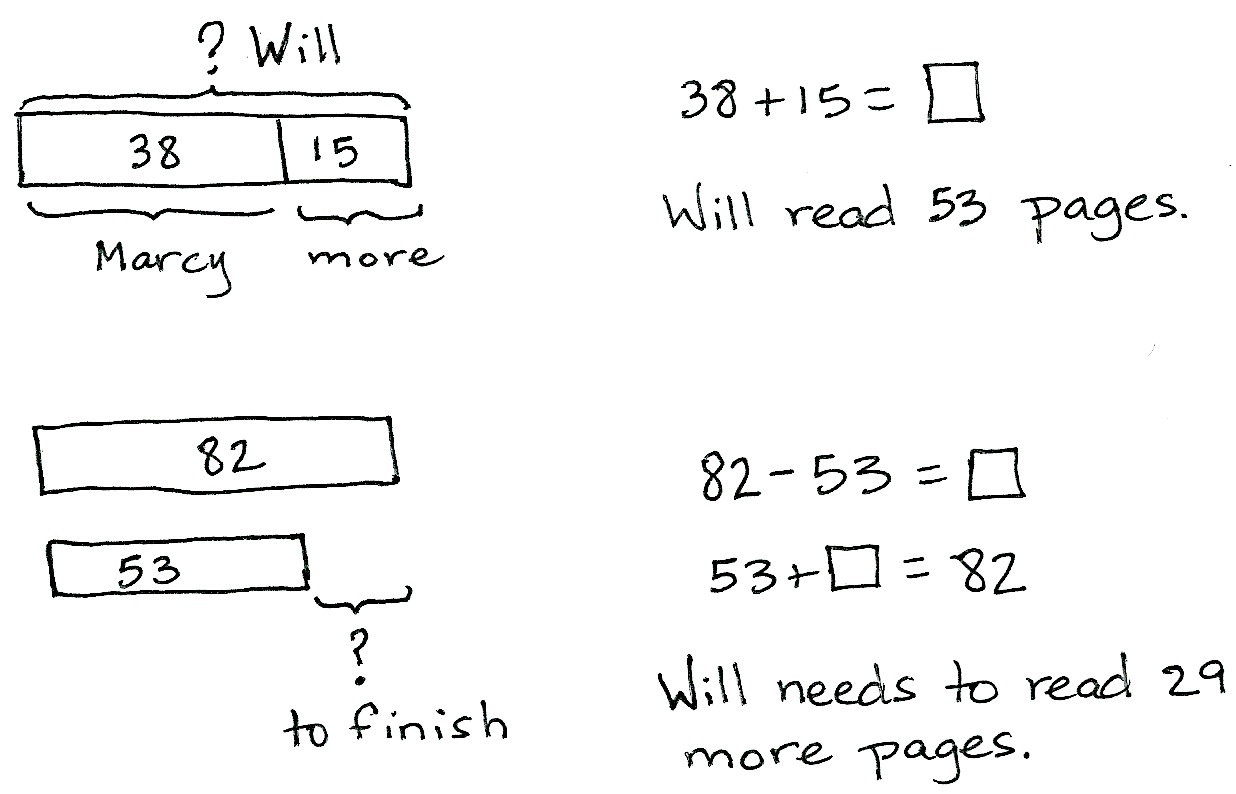 ? Will
38 15
Marcy more
38 + 15 = □
Will read 53 pages.
82
53
?
to finish
82 - 53 = □
53 + □ = 82
Will needs to read 29
more pages.